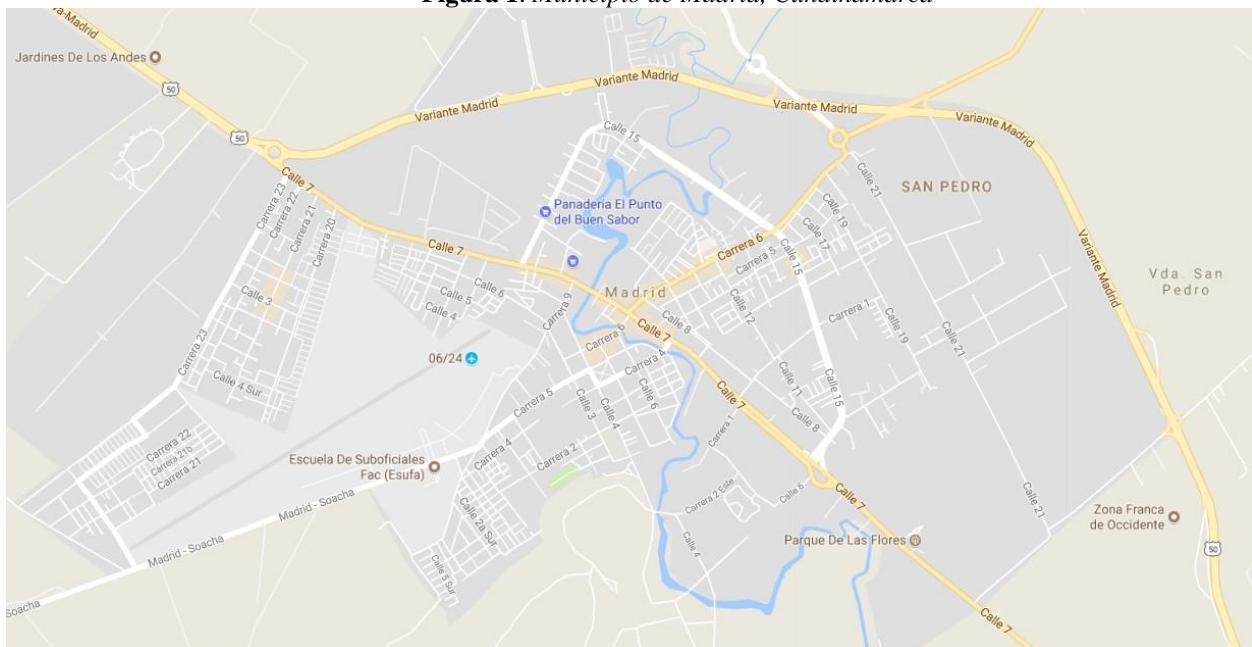 Figura 1. Municipio de Madrid, Cundinamarca
Jardines De Los Andes
va-Madrid
50
50
Variante Madrid
Variante Madrid
Variante Madrid
Variante Madrid
Variante Madrid
Calle 15
Calle 7
Carrera 23
Carrera 22
Carrera 21
Carrera 20
Calle 21
SAN PEDRO
Panadería El Punto
del Buen Sabor
Calle 19
Calle 17
Carrera 6
Carrera 5
Calle 15
Calle 7
Calle 6
Calle 5
Calle 4
Carrera 9
Madrid
Calle 3
Calle 8
Calle 12
Carrera 1
Calle 19
Calle 21
Vda. San
Pedro
Carrera 23
06/24
Carrera 6
Calle 7
Carrera 4
Calle 4 Sur
Carrera 5
Calle 3
Calle 4
Calle 6
Calle 7
Calle 11
Calle 8
Calle 15
Carrera 22
Carrera 21b
Carrera 21
Escuela De Suboficiales
Fac (Esufa)
Carrera 4
Carrera 2
Carrera 1
Carrera 2 Este
Calle 6
Calle 7
Calle 21
Zona Franca
de Occidente
Madrid - Soacha
Madrid - Soacha
Calle 2a Sur
Calle 4
Parque De Las Flores
50
Calle 5 Sur
Soacha
Calle 7